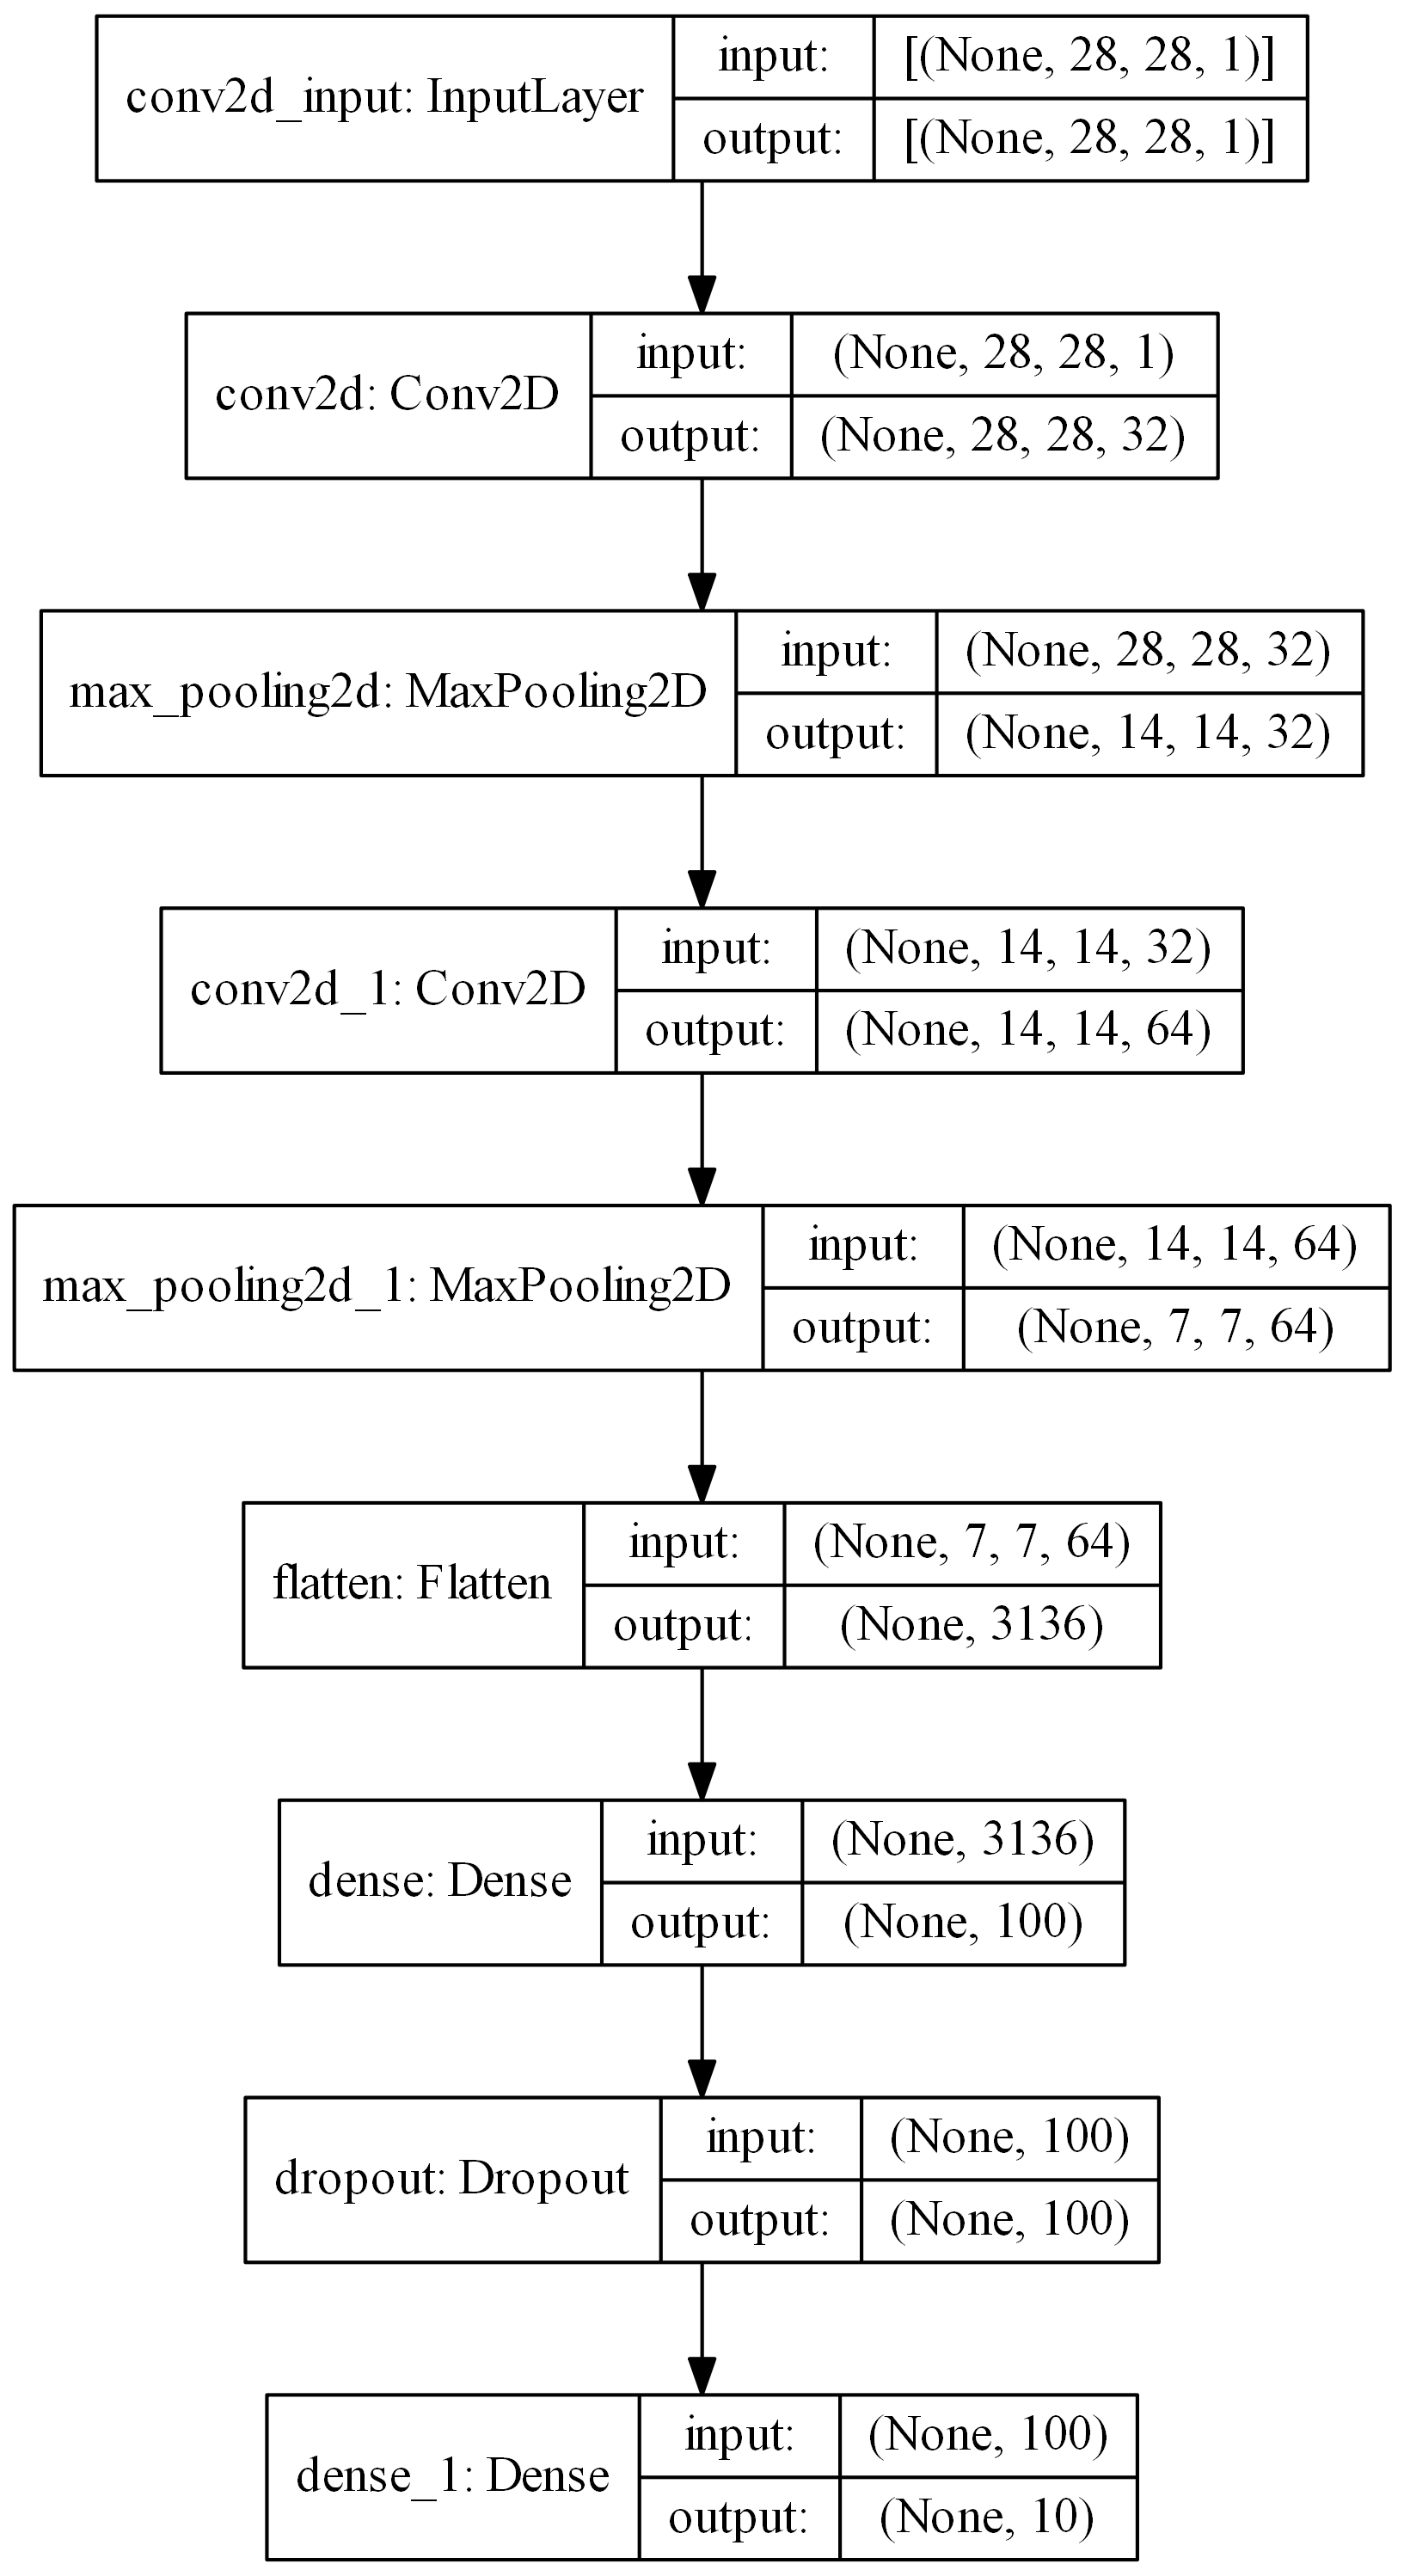 conv2d_input: InputLayer
input:
[(None, 28, 28, 1)]
output:
[(None, 28, 28, 1)]
conv2d: Conv2D
input:
(None, 28, 28, 1)
output:
(None, 28, 28, 32)
max_pooling2d: MaxPooling2D
input:
(None, 28, 28, 32)
output:
(None, 14, 14, 32)
conv2d_1: Conv2D
input:
(None, 14, 14, 32)
output:
(None, 14, 14, 64)
max_pooling2d_1: MaxPooling2D
input:
(None, 14, 14, 64)
output:
(None, 7, 7, 64)
flatten: Flatten
input:
(None, 7, 7, 64)
output:
(None, 3136)
dense: Dense
input:
(None, 3136)
output:
(None, 100)
dropout: Dropout
input:
(None, 100)
output:
(None, 100)
dense_1: Dense
input:
(None, 100)
output:
(None, 10)